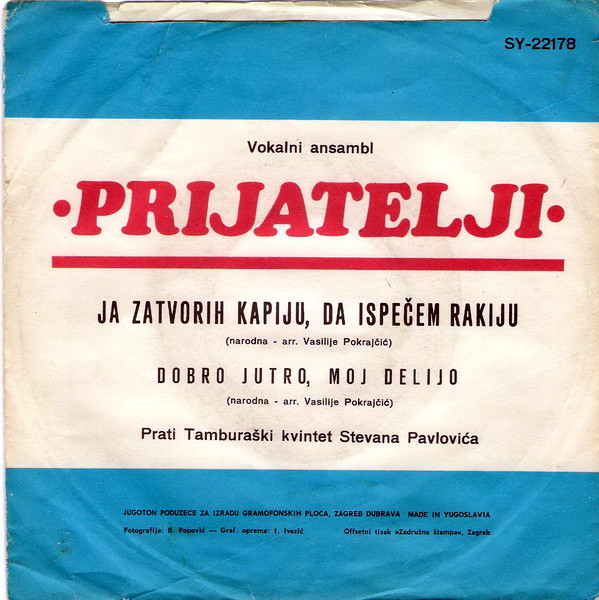 SY-22178
Vokalni ansambl
•PRIJATELJI•
JA ZATVORIH KAPIJU, DA ISPEČEM RAKIJU
(narodna - arr. Vasilije Pokrajčić)
DOBRO JUTRO, MOJ DELIJO
(narodna - arr. Vasilije Pokrajčić)
Prati Tamburaški kvintet Stevana Pavlovića
JUGOTON PODUZECE ZA IZRADU GRAMOFONSKIH PLOCA, ZAGREB DUBRAVA MADE IN YUGOSLAVIA
Fotografija: B. Popović — Graf. oprema: I. Ivezić Offsetni tisak »Zadružna štampa«, Zagreb